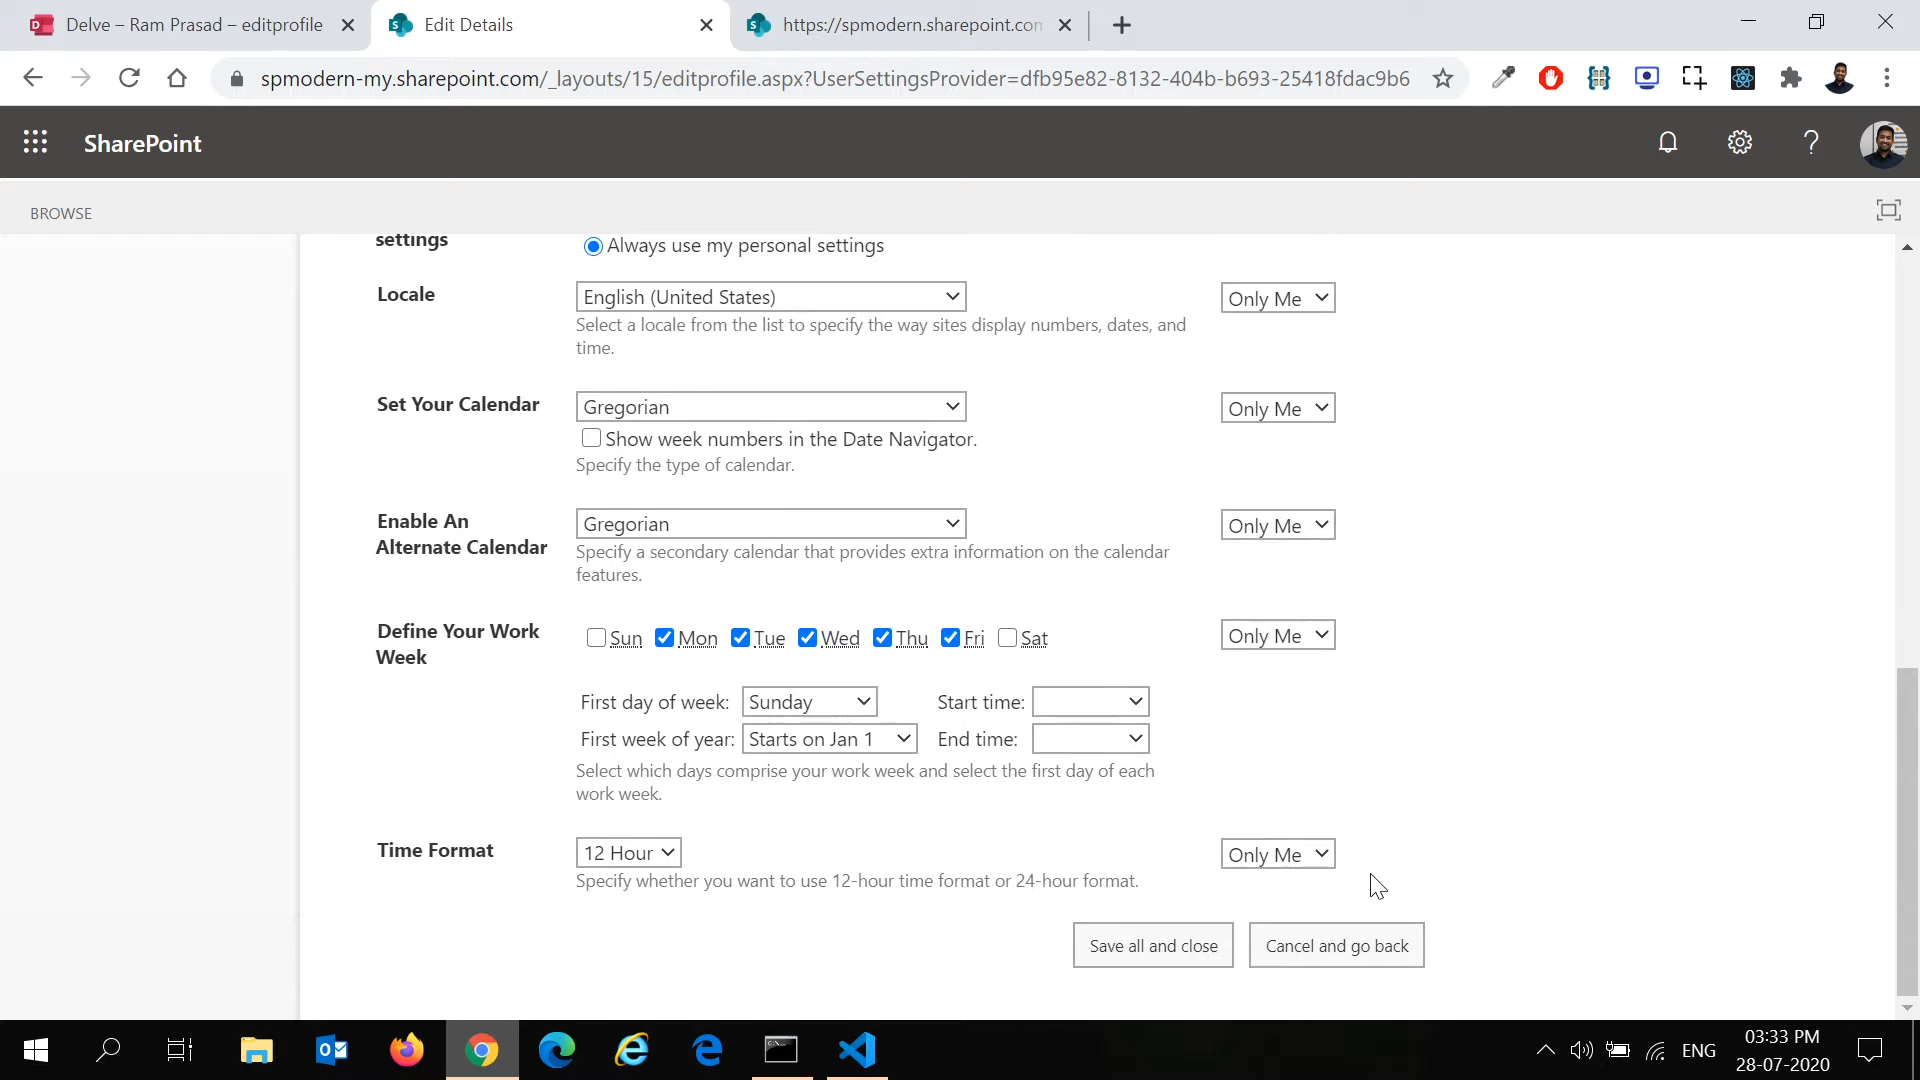 Delve – Ram Prasad – editprofile
Edit Details
https://spmodern.sharepoint.com
spmodern-my.sharepoint.com/_layouts/15/editprofile.aspx?UserSettingsProvider=dfb95e82-8132-404b-b693-25418fdac9b6
SharePoint
BROWSE
settings
Always use my personal settings
Locale
English (United States)
Only Me
Select a locale from the list to specify the way sites display numbers, dates, and
time.
Set Your Calendar
Gregorian
Only Me
Show week numbers in the Date Navigator.
Specify the type of calendar.
Enable An
Alternate Calendar
Gregorian
Only Me
Specify a secondary calendar that provides extra information on the calendar
features.
Define Your Work
Week
Sun Mon Tue Wed Thu Fri Sat
Only Me
First day of week: Sunday Start time:
First week of year: Starts on Jan 1 End time:
Select which days comprise your work week and select the first day of each
work week.
Time Format
12 Hour
Only Me
Specify whether you want to use 12-hour time format or 24-hour format.
Save all and close
Cancel and go back
ENG
03:33 PM
28-07-2020